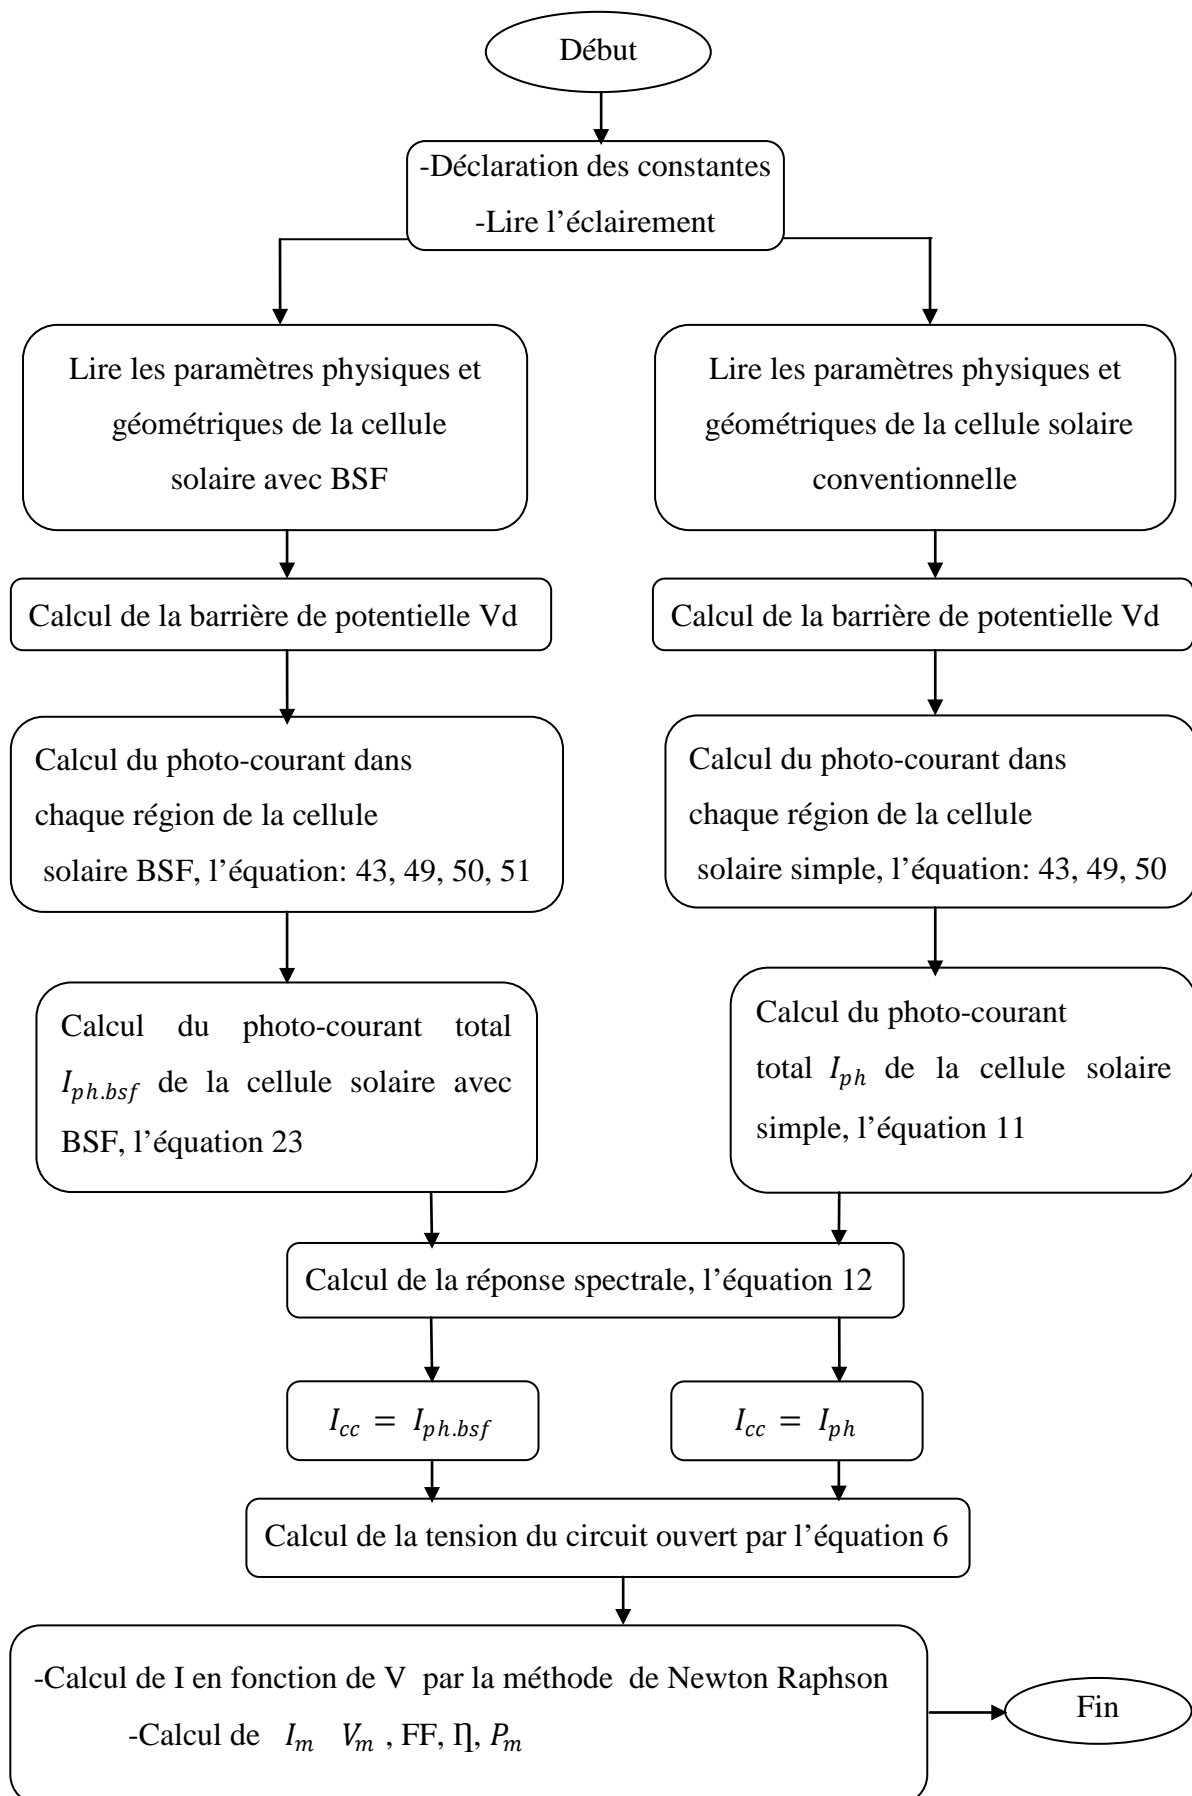 Début
-Déclaration des constantes
-Lire l’éclairement
Lire les paramètres physiques et
géométriques de la cellule
solaire avec BSF
Lire les paramètres physiques et
géométriques de la cellule solaire
conventionnelle
Calcul de la barrière de potentielle Vd
Calcul de la barrière de potentielle Vd
Calcul du photo-courant dans
chaque région de la cellule
solaire BSF, l’équation: 43, 49, 50, 51
Calcul du photo-courant dans
chaque région de la cellule
solaire simple, l’équation: 43, 49, 50
Calcul du photo-courant total
I_{ph.bsf} de la cellule solaire avec
BSF, l’équation 23
Calcul du photo-courant
total I_{ph} de la cellule solaire
simple, l’équation 11
Calcul de la réponse spectrale, l’équation 12
I_{cc} = I_{ph.bsf}
I_{cc} = I_{ph}
Calcul de la tension du circuit ouvert par l’équation 6
-Calcul de I en fonction de V par la méthode de Newton Raphson
-Calcul de I_m V_m , FF, Ƞ, P_m
Fin